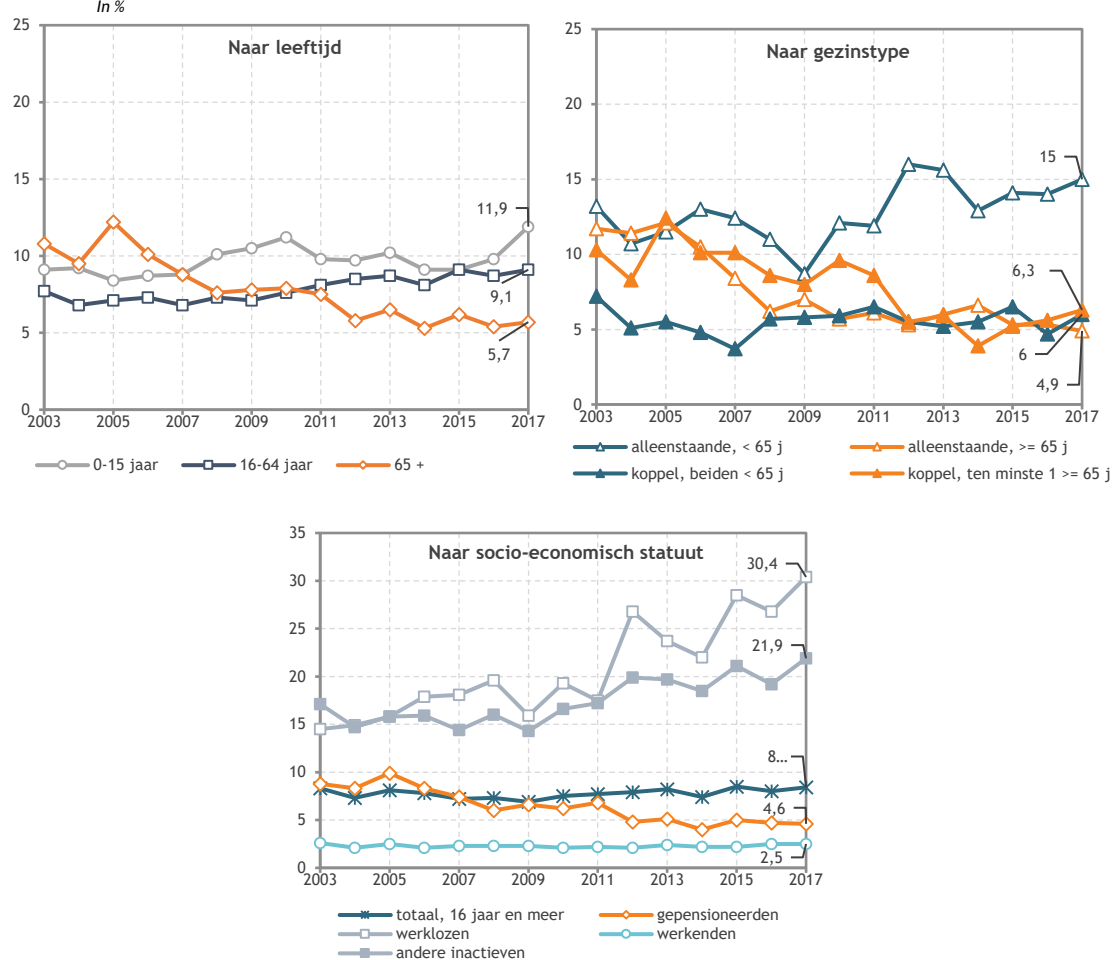 In %
Naar leeftijd
25
20
15
10
5
0
11,9
9,1
5,7
2003 2005 2007 2009 2011 2013 2015 2017
0-15 jaar 16-64 jaar 65 +
Naar gezinstype
25
20
15
10
5
0
15
6,3
6
4,9
2003 2005 2007 2009 2011 2013 2015 2017
alleenstaande, < 65 j alleenstaande, >= 65 j
koppel, beiden < 65 j koppel, ten minste 1 >= 65 j
Naar socio-economisch statuut
35
30
25
20
15
10
5
0
30,4
21,9
8...
4,6
2,5
2003 2005 2007 2009 2011 2013 2015 2017
totaal, 16 jaar en meer gepensioneerden
werklozen werkenden
andere inactieven